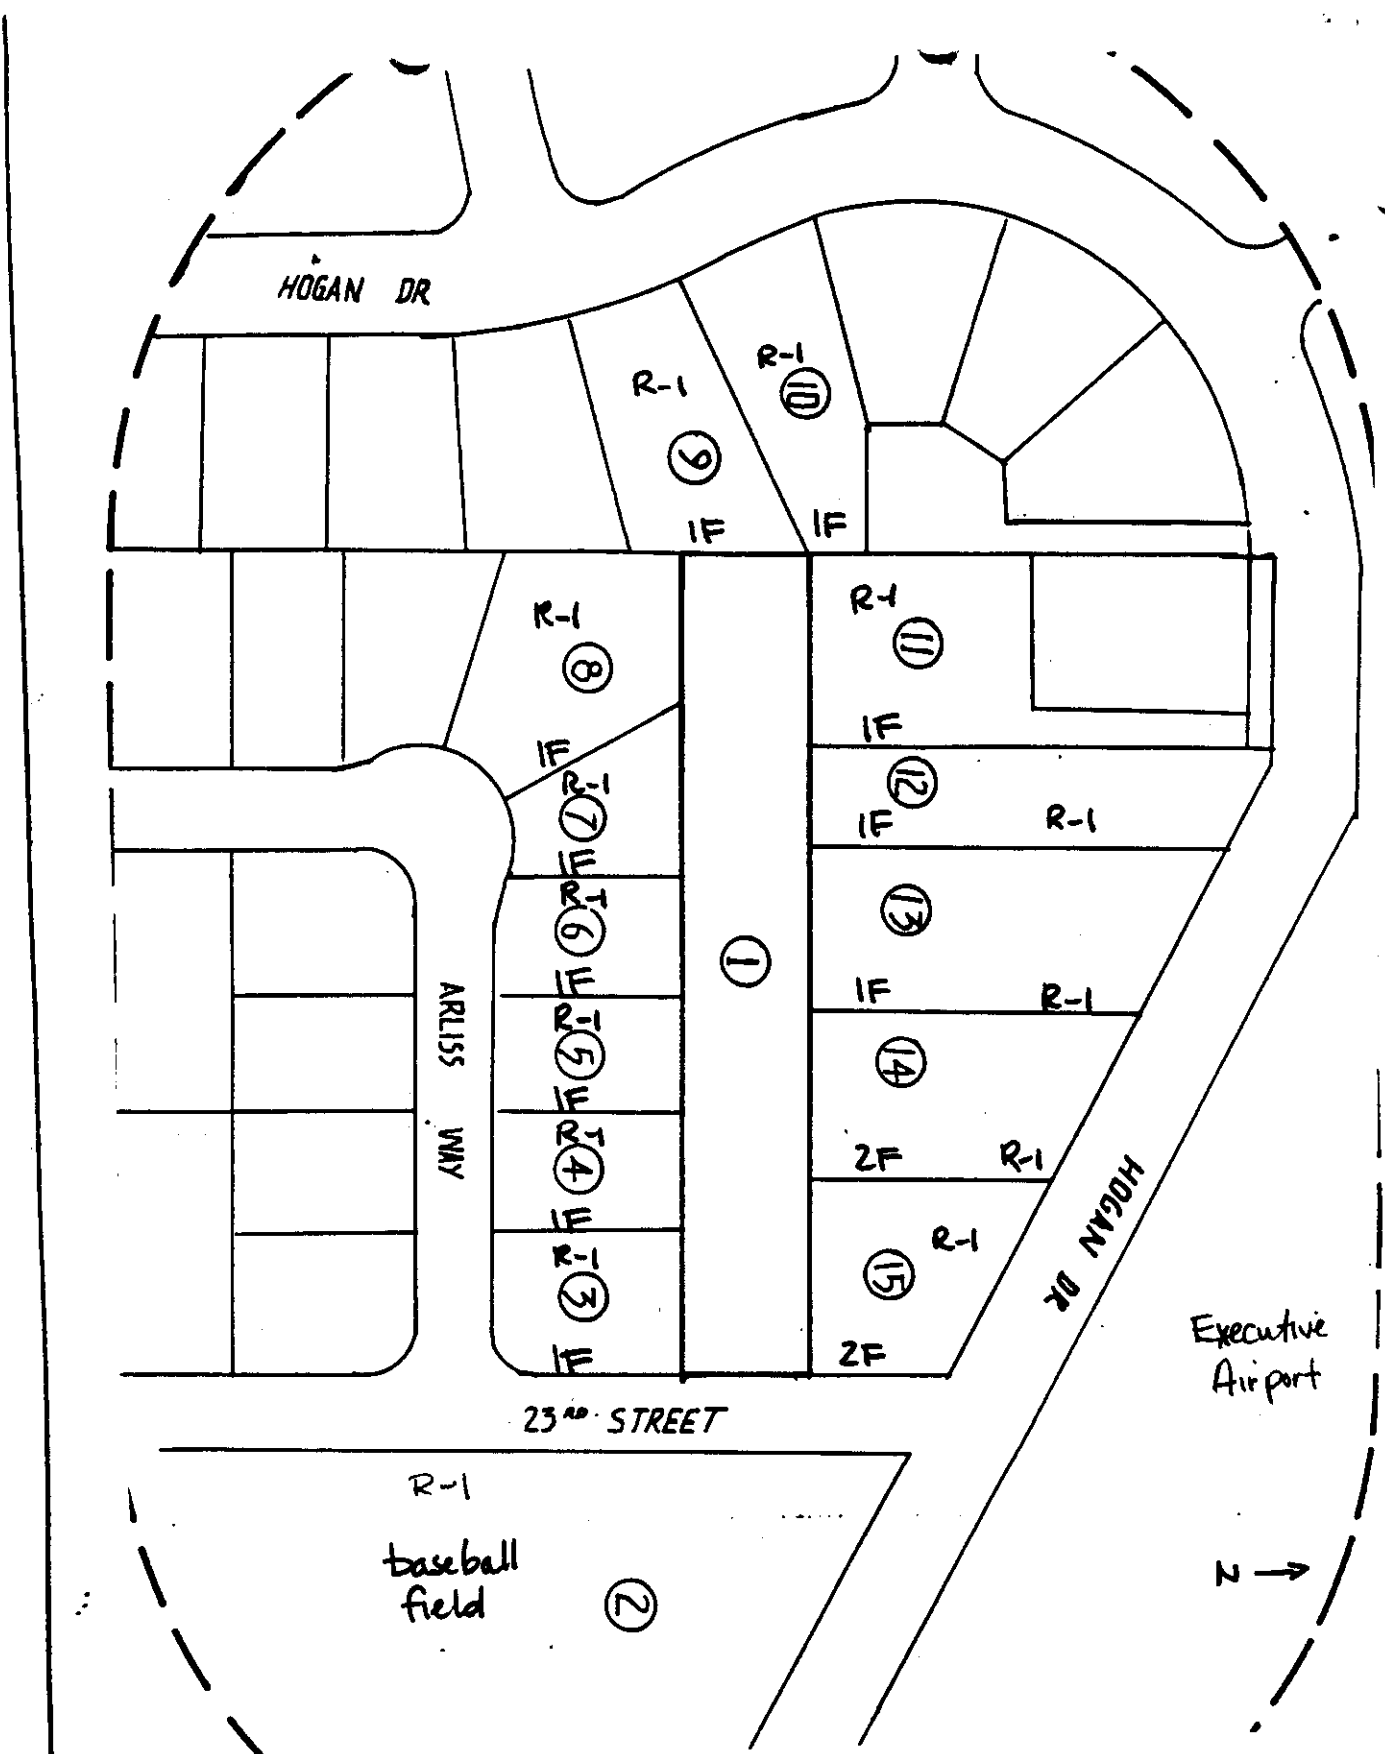 HOGAN DR
R-1
10
R-1
9
1F
1F
R-1
8
1F
R-1
11
1F
R-1
7
1F
12
1F
R-1
R-1
6
1F
13
1F
R-1
1
R-1
5
1F
14
2F
R-1
ARLISS WAY
R-1
4
1F
R-1
3
1F
R-1
15
2F
HOGAN DR
Executive
Airport
23RD. STREET
R-1
baseball
field
2
N →